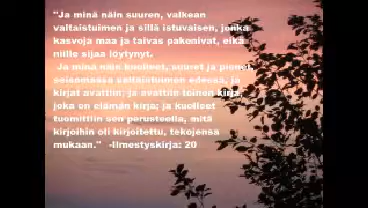 "Ja minä näin suuren, valkean
valtaistuimen ja sillä istuvaisen, jonka
kasvoja maa ja taivas pakenivat, eikä
niille sijaa löytynyt.
Ja minä näin kuolleet, suuret ja pienet,
seisomassa valtaistuimen edessä, ja
kirjat avattiin; ja avattiin toinen kirja,
joka on elämän kirja; ja kuolleet
tuomittiin sen perusteella, mitä
kirjoihin oli kirjoitettu, tekojensa
mukaan." -Ilmestyskirja: 20